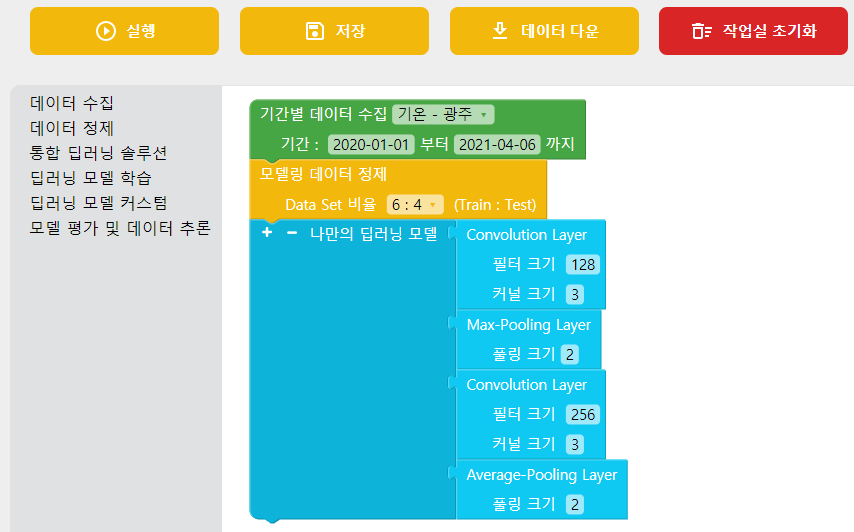 실행 저장 데이터 다운 작업실 초기화
데이터 수집
데이터 정제
통합 딥러닝 솔루션
딥러닝 모델 학습
딥러닝 모델 커스텀
모델 평가 및 데이터 추론
기간별 데이터 수집 기온 - 광주
기간 : 2020-01-01 부터 2021-04-06 까지
모델링 데이터 정제
Data Set 비율 6 : 4 (Train : Test)
+ - 나만의 딥러닝 모델 Convolution Layer
필터 크기 128
커널 크기 3
Max-Pooling Layer
풀링 크기 2
Convolution Layer
필터 크기 256
커널 크기 3
Average-Pooling Layer
풀링 크기 2